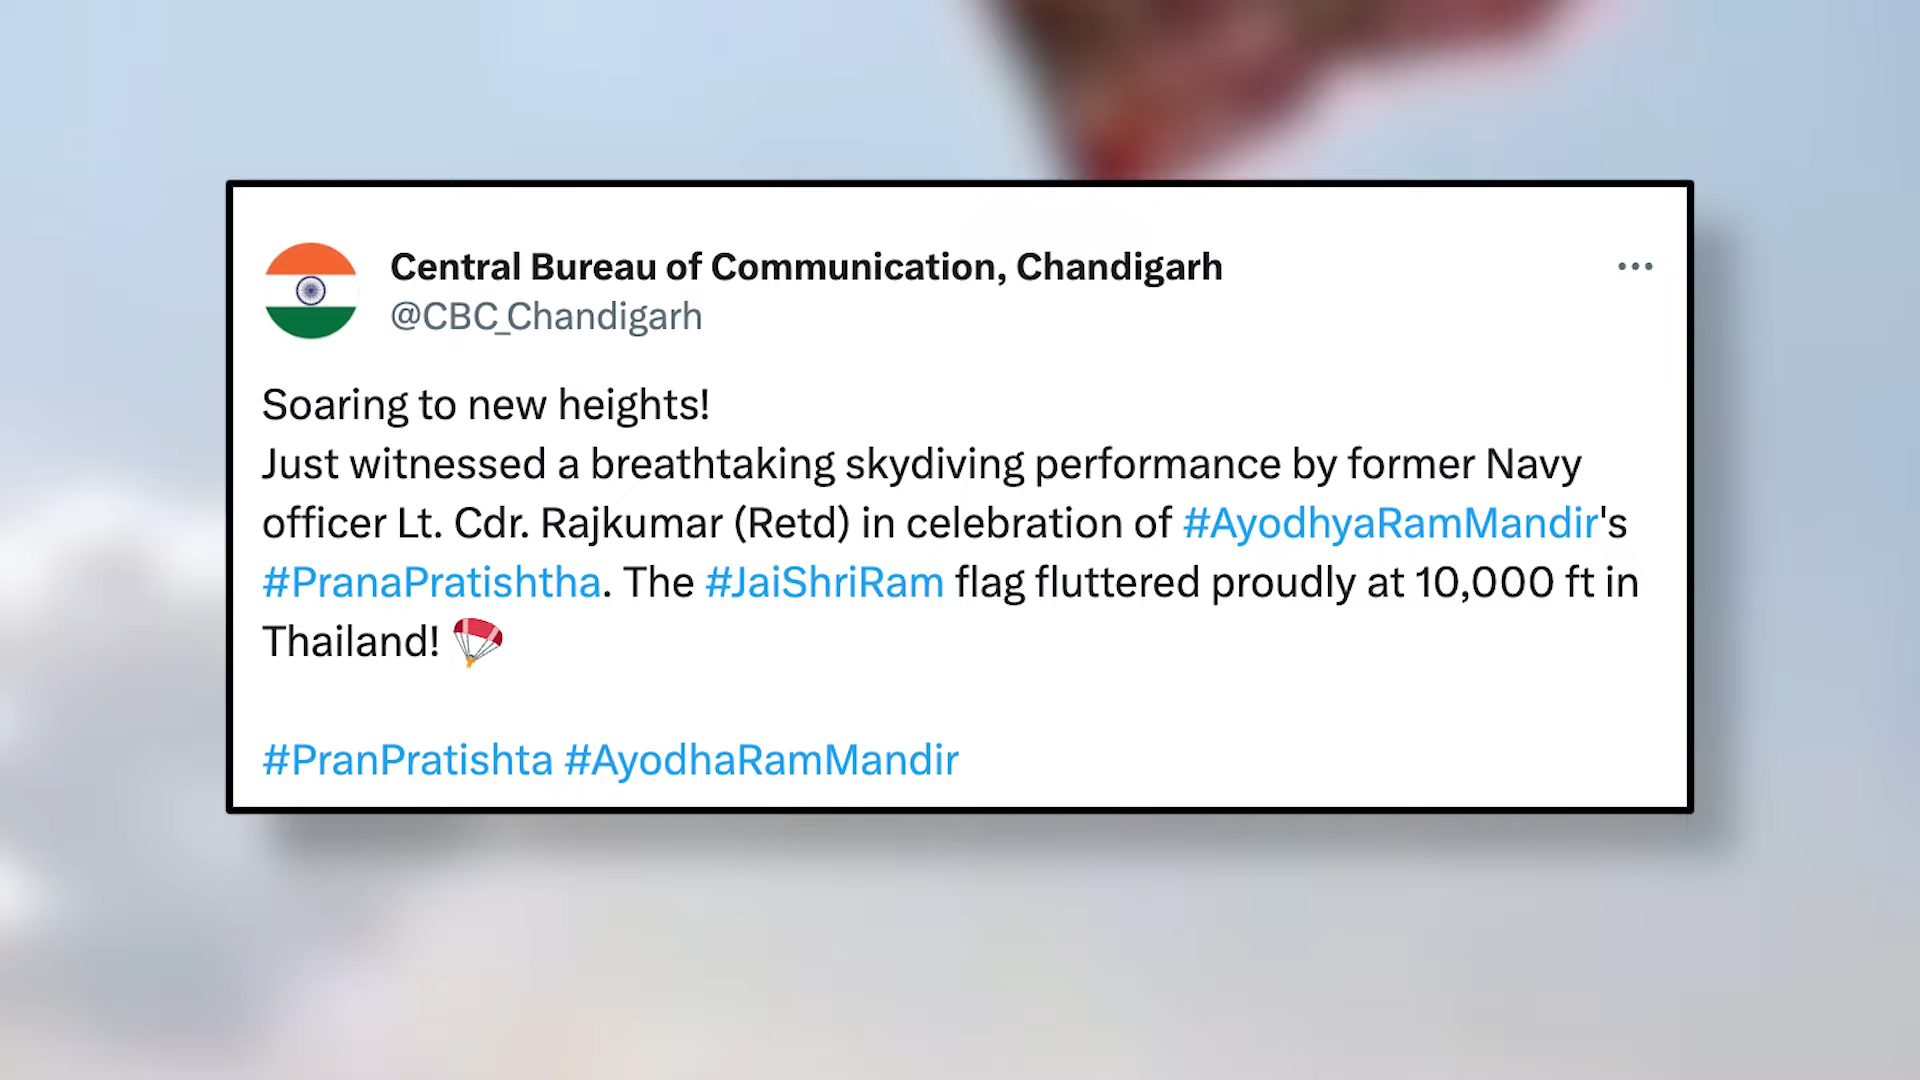 Central Bureau of Communication, Chandigarh
@CBC_Chandigarh
Soaring to new heights!
Just witnessed a breathtaking skydiving performance by former Navy
officer Lt. Cdr. Rajkumar (Retd) in celebration of #AyodhyaRamMandir's
#PranaPratishtha. The #JaiShriRam flag fluttered proudly at 10,000 ft in
Thailand! 🪂
#PranPratishta #AyodhaRamMandir